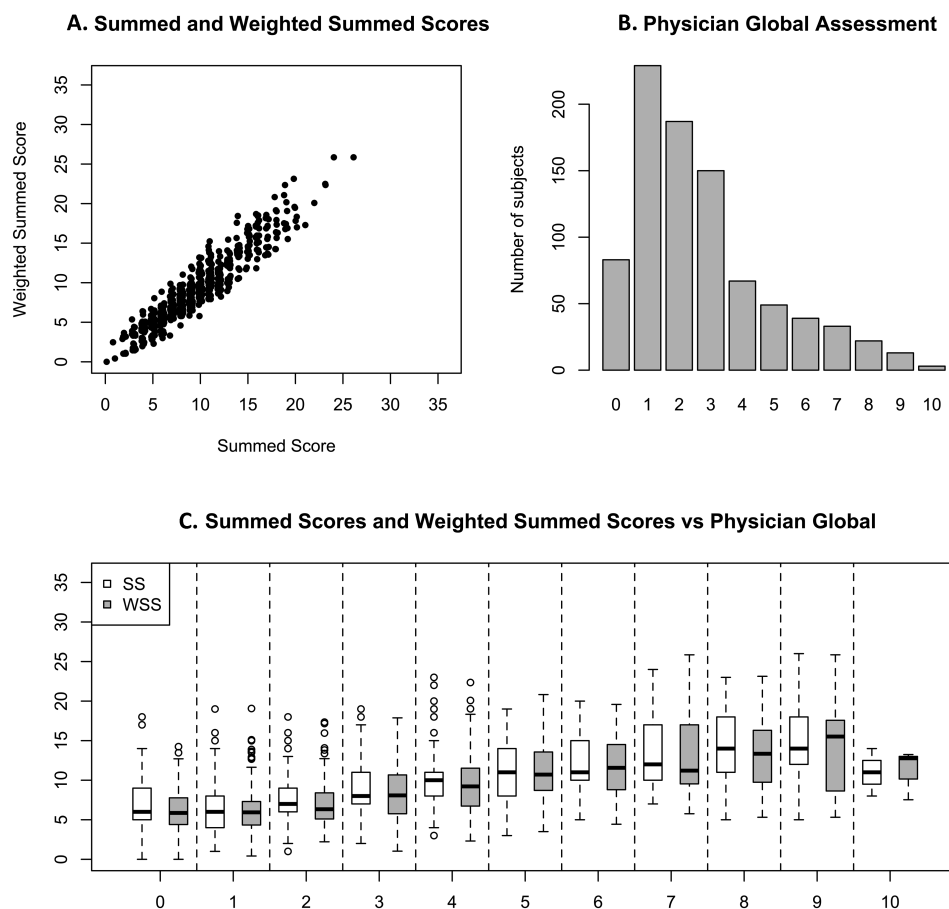 A. Summed and Weighted Summed Scores
Weighted Summed Score
35
30
25
20
15
10
5
0
0 5 10 15 20 25 30 35
Summed Score
B. Physician Global Assessment
Number of subjects
200
150
100
50
0
0 1 2 3 4 5 6 7 8 9 10
C. Summed Scores and Weighted Summed Scores vs Physician Global
SS
WSS
35
30
25
20
15
10
5
0
0 1 2 3 4 5 6 7 8 9 10